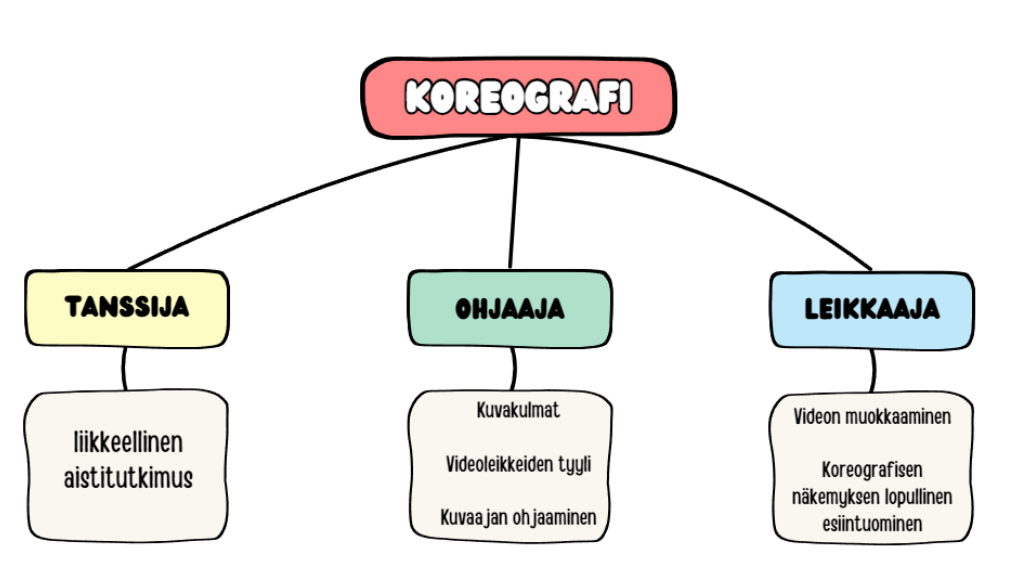 KOREOGRAFI
TANSSIJA
OHJAAJA
LEIKKAAJA
liikkeellinen
aistitutkimus
Kuvakulmat
Videoleikkeiden tyyli
Kuvaajan ohjaaminen
Videon muokkaaminen
Koreografisen
näkemyksen lopullinen
esiintuominen